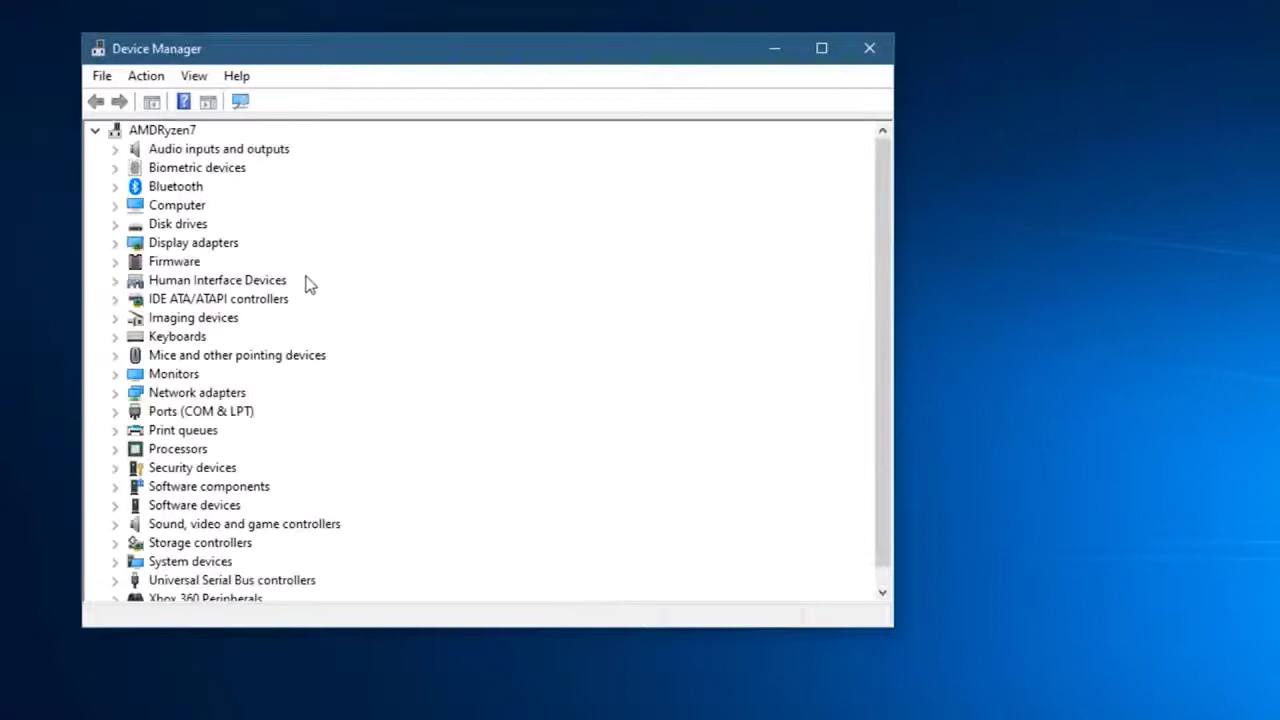 Device Manager
File Action View Help
AMDRyzen7
Audio inputs and outputs
Biometric devices
Bluetooth
Computer
Disk drives
Display adapters
Firmware
Human Interface Devices
IDE ATA/ATAPI controllers
Imaging devices
Keyboards
Mice and other pointing devices
Monitors
Network adapters
Ports (COM & LPT)
Print queues
Processors
Security devices
Software components
Software devices
Sound, video and game controllers
Storage controllers
System devices
Universal Serial Bus controllers
Xbox 360 Peripherals